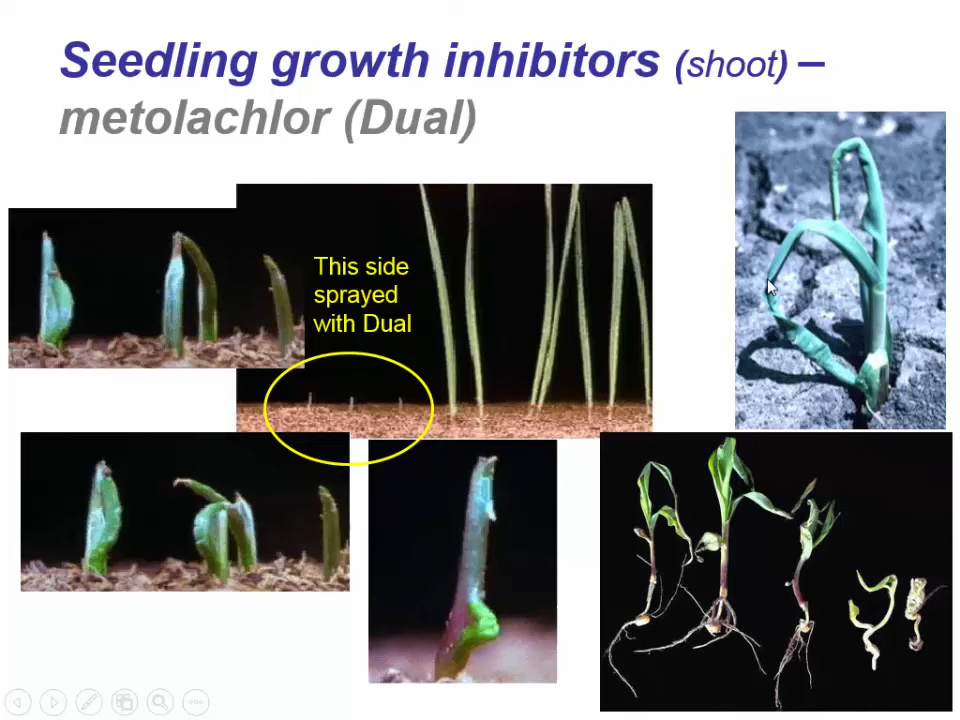 Seedling growth inhibitors (shoot) –
metolachlor (Dual)
This side
sprayed
with Dual